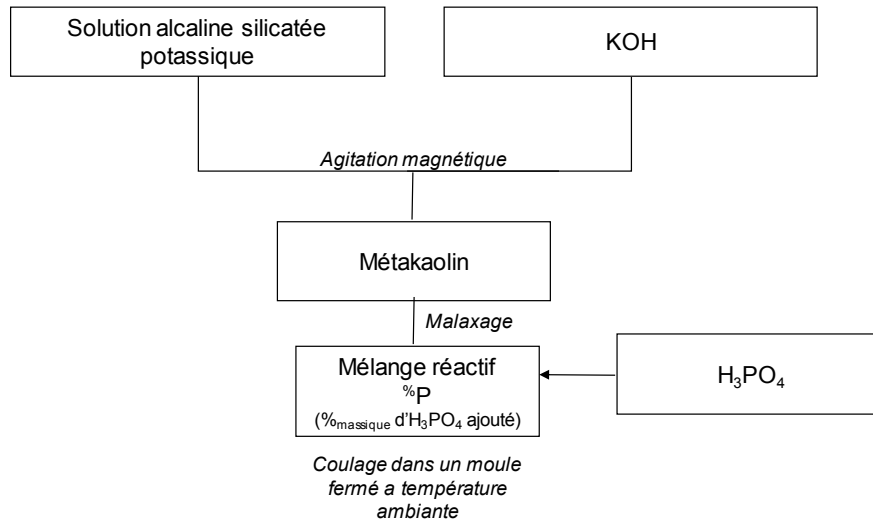 Solution alcaline silicatée
potassique
KOH
Agitation magnétique
Métakaolin
Malaxage
Mélange réactif
%P
(%massique d'H3PO4 ajouté)
H3PO4
Coulage dans un moule
fermé a température
ambiante